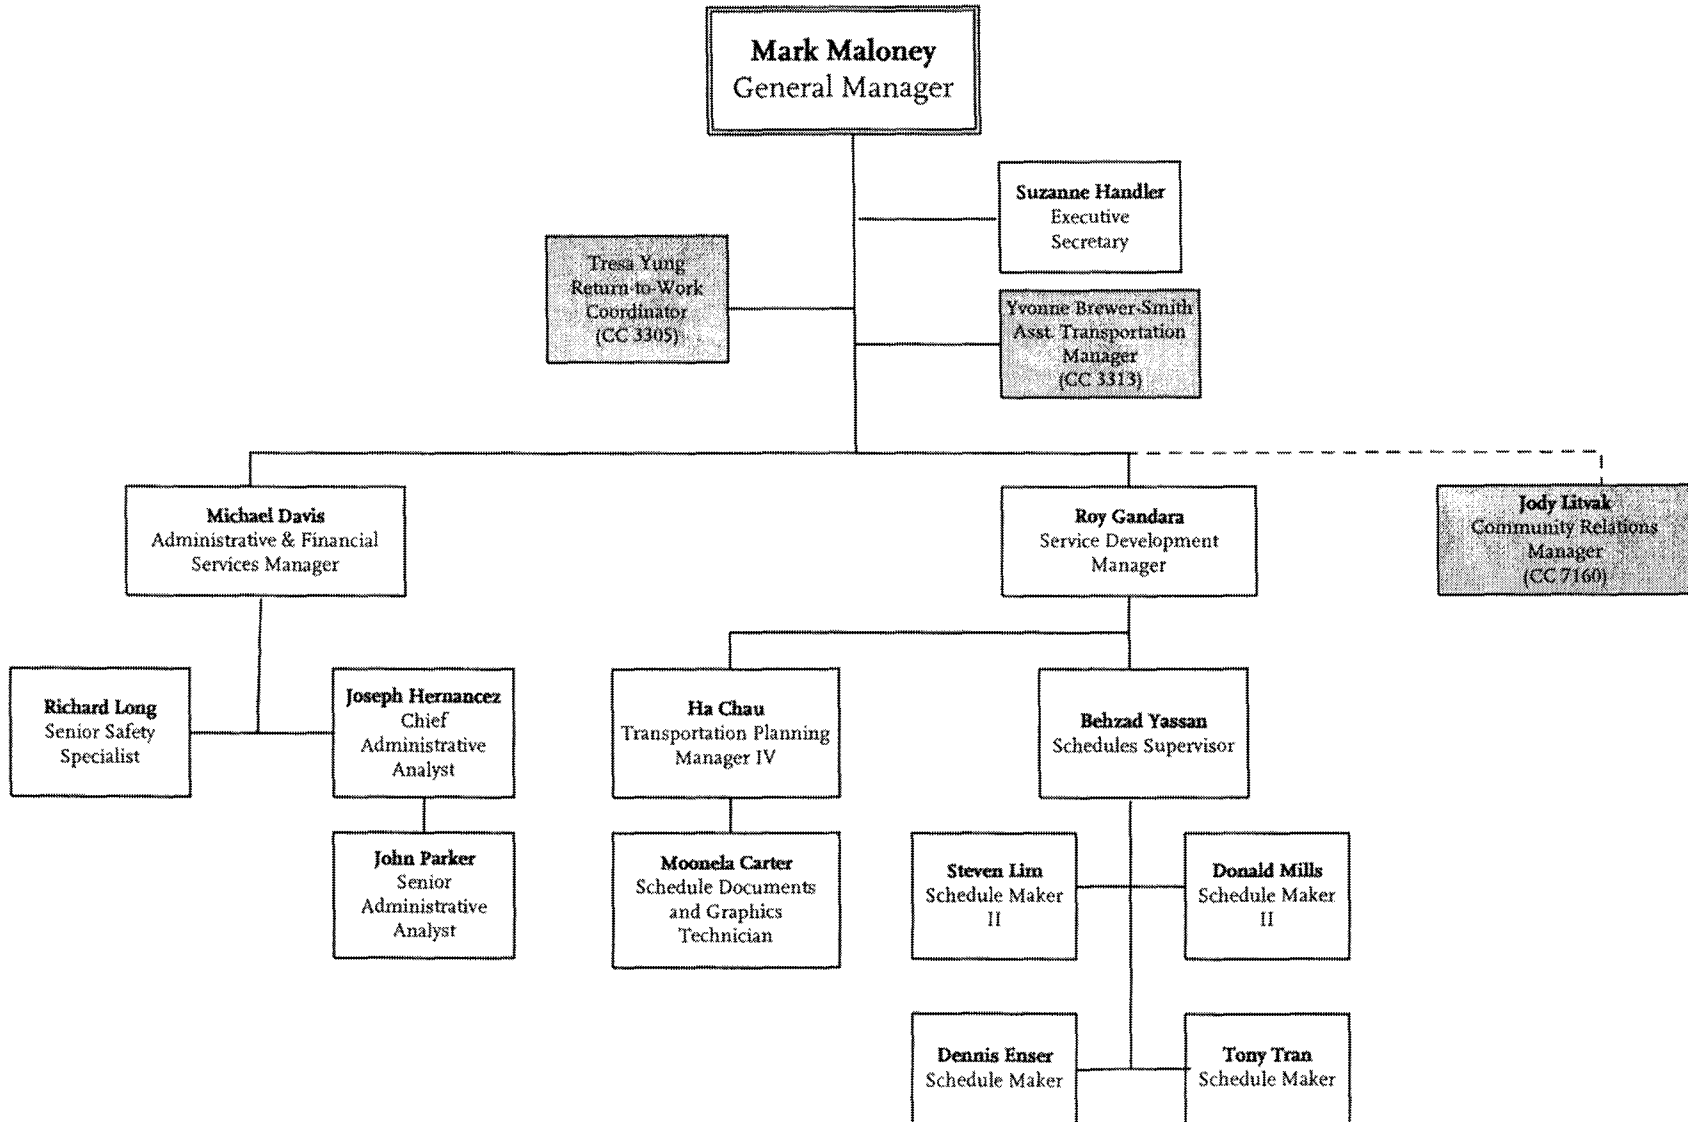 Mark Maloney
General Manager
Suzanne Handler
Executive
Secretary
Tresa Yung
Return-to-Work
Coordinator
(CC 3305)
Yvonne Brewer-Smith
Asst. Transportation
Manager
(CC 3313)
Michael Davis
Administrative & Financial
Services Manager
Roy Gandara
Service Development
Manager
Jody Litvak
Community Relations
Manager
(CC 7160)
Richard Long
Senior Safety
Specialist
Joseph Hernancez
Chief
Administrative
Analyst
Ha Chau
Transportation Planning
Manager IV
Behzad Yassan
Schedules Supervisor
John Parker
Senior
Administrative
Analyst
Moonela Carter
Schedule Documents
and Graphics
Technician
Steven Lim
Schedule Maker
II
Donald Mills
Schedule Maker
II
Dennis Enser
Schedule Maker
Tony Tran
Schedule Maker